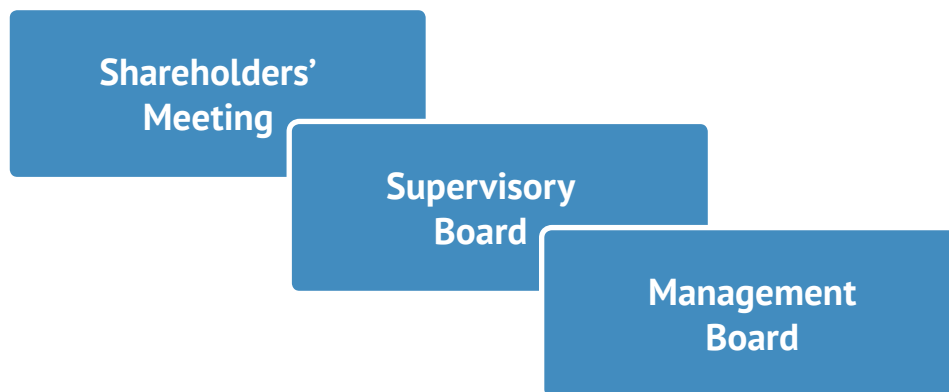 Shareholders’
Meeting
Supervisory
Board
Management
Board